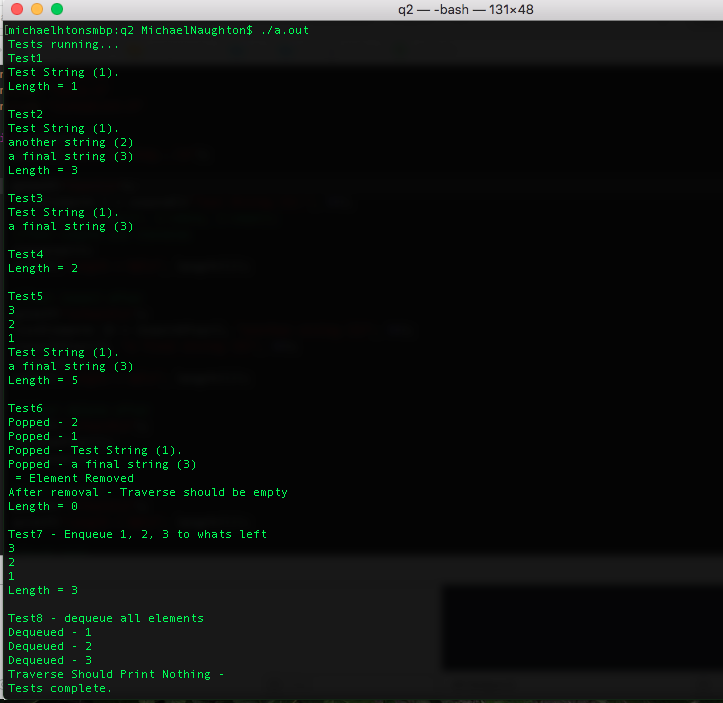 q2 — -bash — 131×48
[michaelhtonsmbp:q2 MichaelNaughton$ ./a.out
Tests running...
Test1
Test String (1).
Length = 1
Test2
Test String (1).
another string (2)
a final string (3)
Length = 3
Test3
Test String (1).
a final string (3)
Test4
Length = 2
Test5
3
2
1
Test String (1).
a final string (3)
Length = 5
Test6
Popped - 2
Popped - 1
Popped - Test String (1).
Popped - a final string (3)
 = Element Removed
After removal - Traverse should be empty
Length = 0
Test7 - Enqueue 1, 2, 3 to whats left
3
2
1
Length = 3
Test8 - dequeue all elements
Dequeued - 1
Dequeued - 2
Dequeued - 3
Traverse Should Print Nothing -
Tests complete.